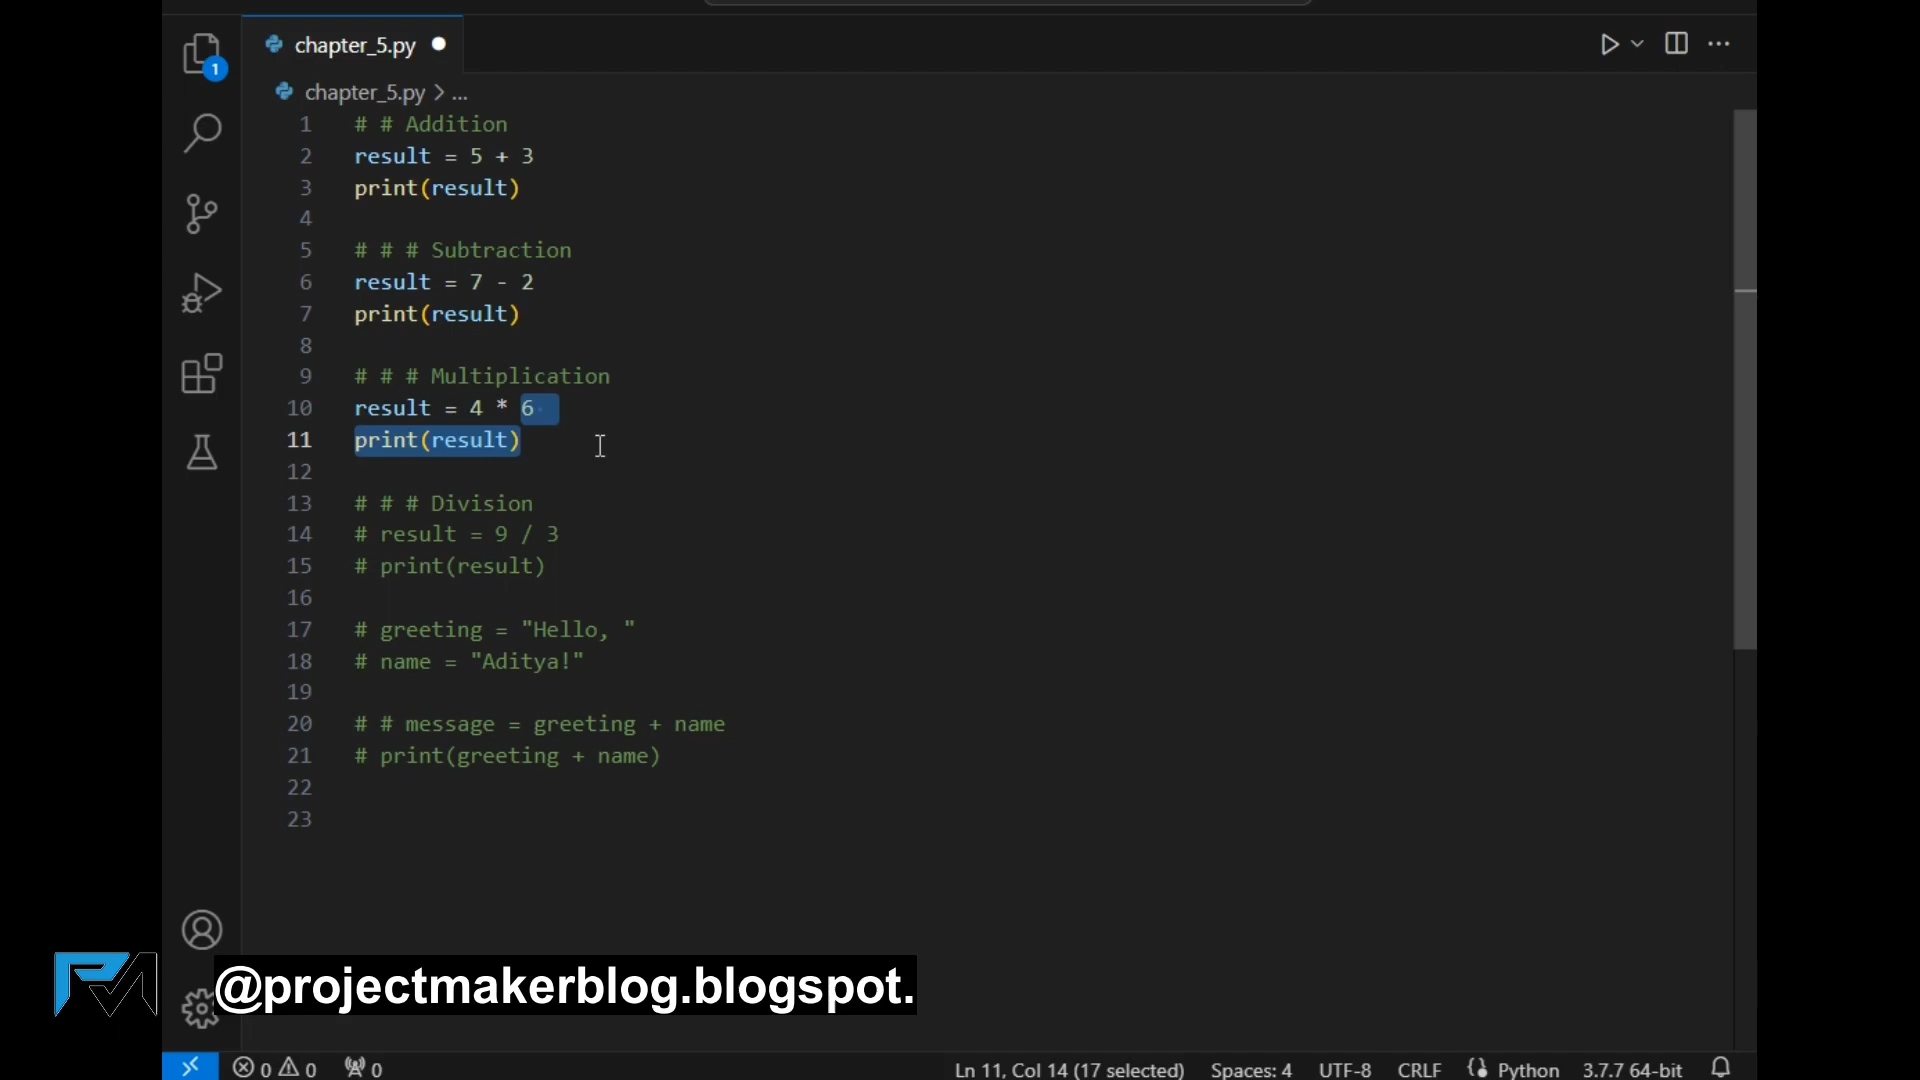 chapter_5.py
1
chapter_5.py > ...
1 # # Addition
2 result = 5 + 3
3 print(result)
4
5 # # # Subtraction
6 result = 7 - 2
7 print(result)
8
9 # # # Multiplication
10 result = 4 * 6
11 print(result)
12
13 # # # Division
14 # result = 9 / 3
15 # print(result)
16
17 # greeting = "Hello, "
18 # name = "Aditya!"
19
20 # # message = greeting + name
21 # print(greeting + name)
22
23
@projectmakerblog.blogspot.
0 0 0 Ln 11, Col 14 (17 selected) Spaces: 4 UTF-8 CRLF Python 3.7.7 64-bit